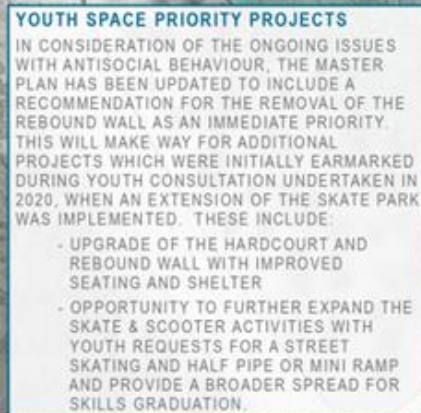 YOUTH SPACE PRIORITY PROJECTS
IN CONSIDERATION OF THE ONGOING ISSUES
WITH ANTISOCIAL BEHAVIOUR, THE MASTER
PLAN HAS BEEN UPDATED TO INCLUDE A
RECOMMENDATION FOR THE REMOVAL OF THE
REBOUND WALL AS AN IMMEDIATE PRIORITY.
THIS WILL MAKE WAY FOR ADDITIONAL
PROJECTS WHICH WERE INITIALLY EARMARKED
DURING YOUTH CONSULTATION UNDERTAKEN IN
2020, WHEN AN EXTENSION OF THE SKATE PARK
WAS IMPLEMENTED. THESE INCLUDE:
- UPGRADE OF THE HARDCOURT AND
REBOUND WALL WITH IMPROVED
SEATING AND SHELTER
- OPPORTUNITY TO FURTHER EXPAND THE
SKATE & SCOOTER ACTIVITIES WITH
YOUTH REQUESTS FOR A STREET
SKATING AND HALF PIPE OR MINI RAMP
AND PROVIDE A BROADER SPREAD FOR
SKILLS GRADUATION.